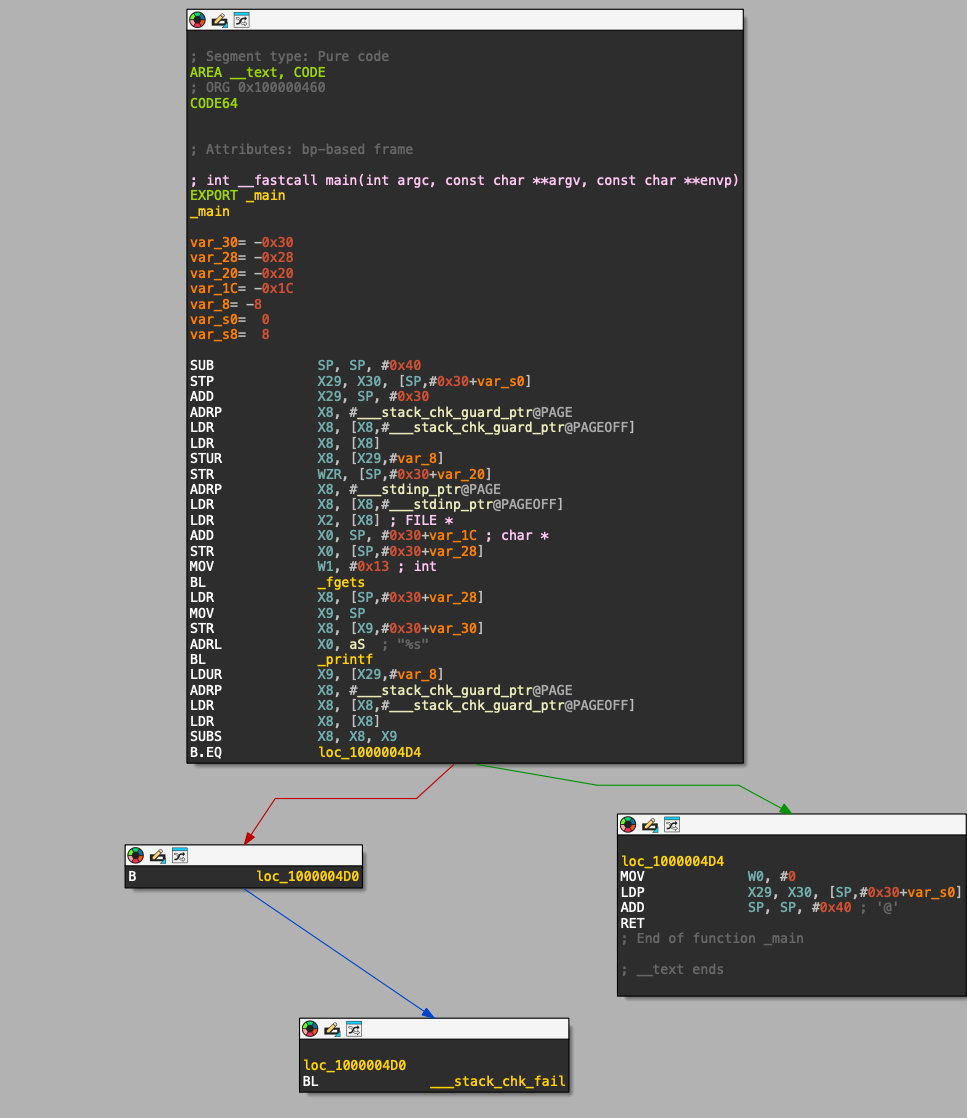 ; Segment type: Pure code
AREA __text, CODE
; ORG 0x100000460
CODE64
; Attributes: bp-based frame
; int __fastcall main(int argc, const char **argv, const char **envp)
EXPORT _main
_main
var_30= -0x30
var_28= -0x28
var_20= -0x20
var_1C= -0x1C
var_8= -8
var_s0=  0
var_s8=  8
SUB SP, SP, #0x40
STP X29, X30, [SP,#0x30+var_s0]
ADD X29, SP, #0x30
ADRP X8, #___stack_chk_guard_ptr@PAGE
LDR X8, [X8,#___stack_chk_guard_ptr@PAGEOFF]
LDR X8, [X8]
STUR X8, [X29,#var_8]
STR WZR, [SP,#0x30+var_20]
ADRP X8, #___stdinp_ptr@PAGE
LDR X8, [X8,#___stdinp_ptr@PAGEOFF]
LDR X2, [X8] ; FILE *
ADD X0, SP, #0x30+var_1C ; char *
STR X0, [SP,#0x30+var_28]
MOV W1, #0x13 ; int
BL _fgets
LDR X8, [SP,#0x30+var_28]
MOV X9, SP
STR X8, [X9,#0x30+var_30]
ADRL X0, aS  ; "%s"
BL _printf
LDUR X9, [X29,#var_8]
ADRP X8, #___stack_chk_guard_ptr@PAGE
LDR X8, [X8,#___stack_chk_guard_ptr@PAGEOFF]
LDR X8, [X8]
SUBS X8, X8, X9
B.EQ loc_1000004D4
B loc_1000004D0
loc_1000004D4
MOV W0, #0
LDP X29, X30, [SP,#0x30+var_s0]
ADD SP, SP, #0x40 ; '@'
RET
; End of function _main
; __text ends
loc_1000004D0
BL ___stack_chk_fail